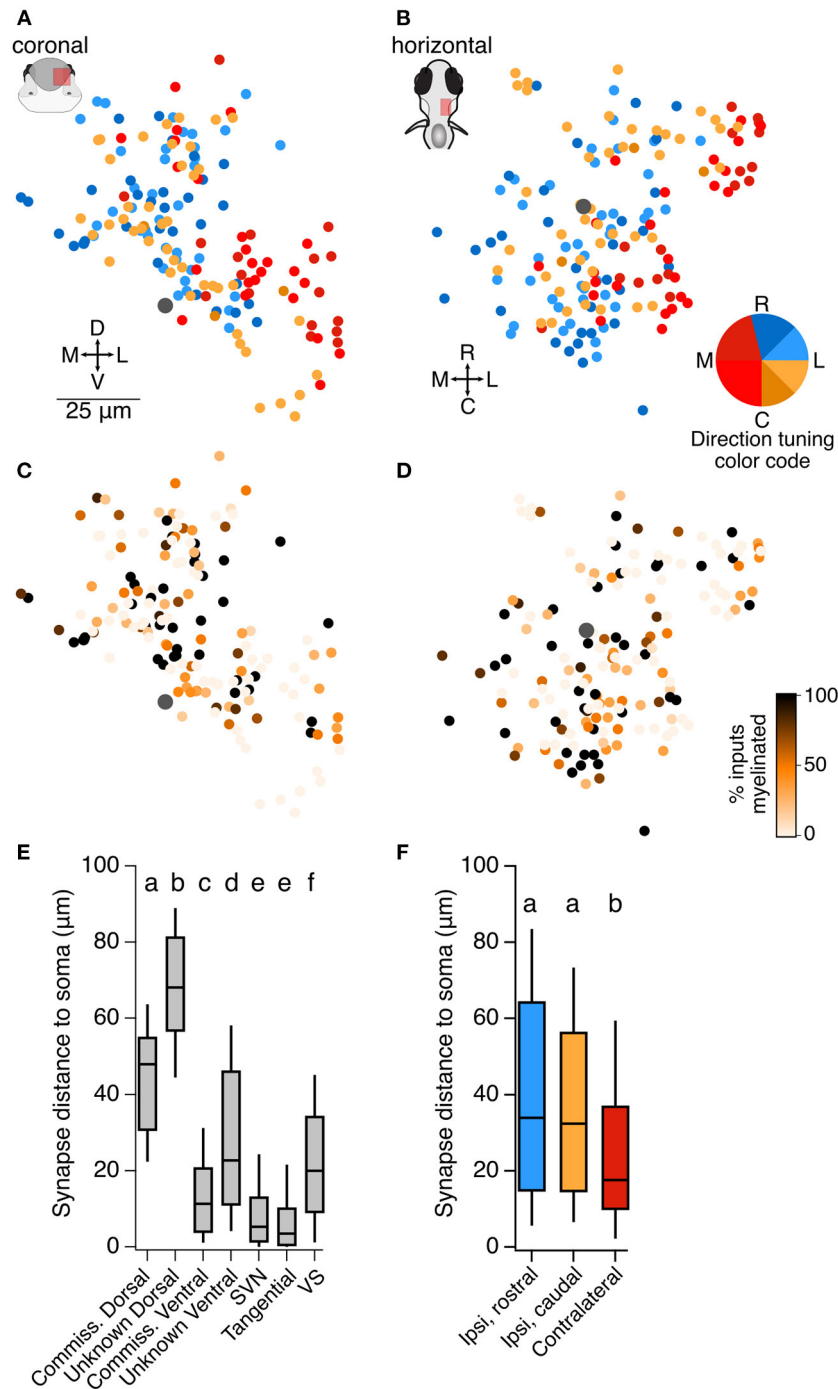 A
coronal
D
M L
V
25 µm
B
horizontal
R
M L
C
R
M L
C
Direction tuning
color code
C
D
100
50
0
% inputs
myelinated
E
Synapse distance to soma (µm)
100
80
60
40
20
0
a b c d e e f
Commiss. Dorsal
Unknown Dorsal
Commiss. Ventral
Unknown Ventral
SVN
Tangential
VS
F
Synapse distance to soma (µm)
100
80
60
40
20
0
a a b
Ipsi, rostral
Ipsi, caudal
Contralateral